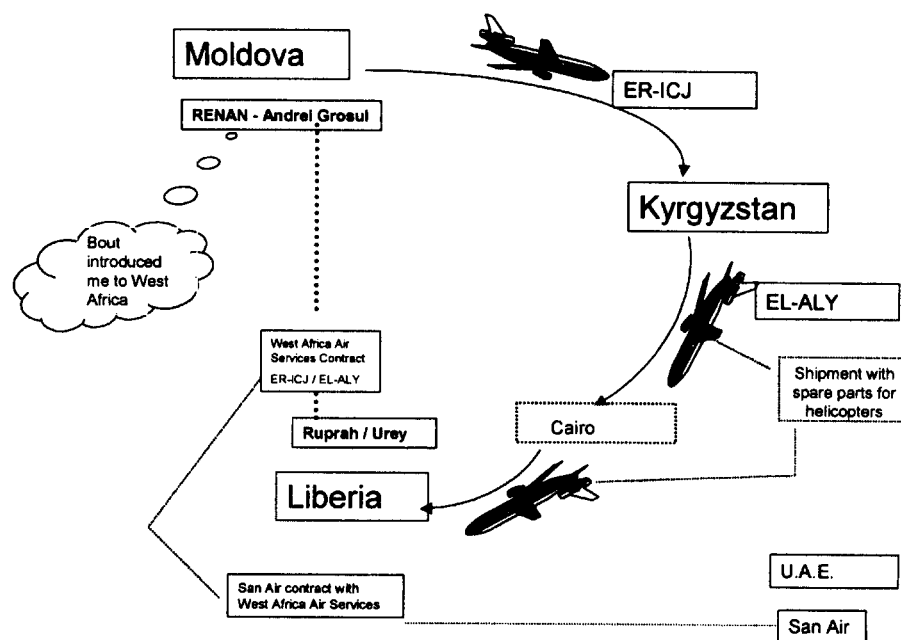 Moldova
ER-ICJ
RENAN - Andrei Grosul
Kyrgyzstan
Bout
introduced
me to West
Africa
EL-ALY
West Africa Air
Services Contract
ER-ICJ / EL-ALY
Shipment with
spare parts for
helicopters
Cairo
Ruprah / Urey
Liberia
U.A.E.
San Air contract with
West Africa Air Services
San Air